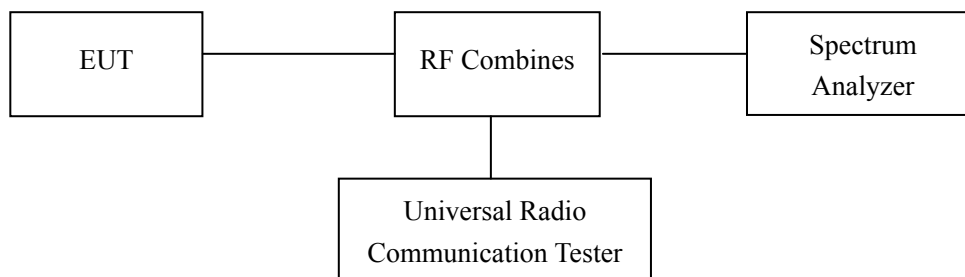 EUT
RF Combines
Spectrum
Analyzer
Universal Radio
Communication Tester